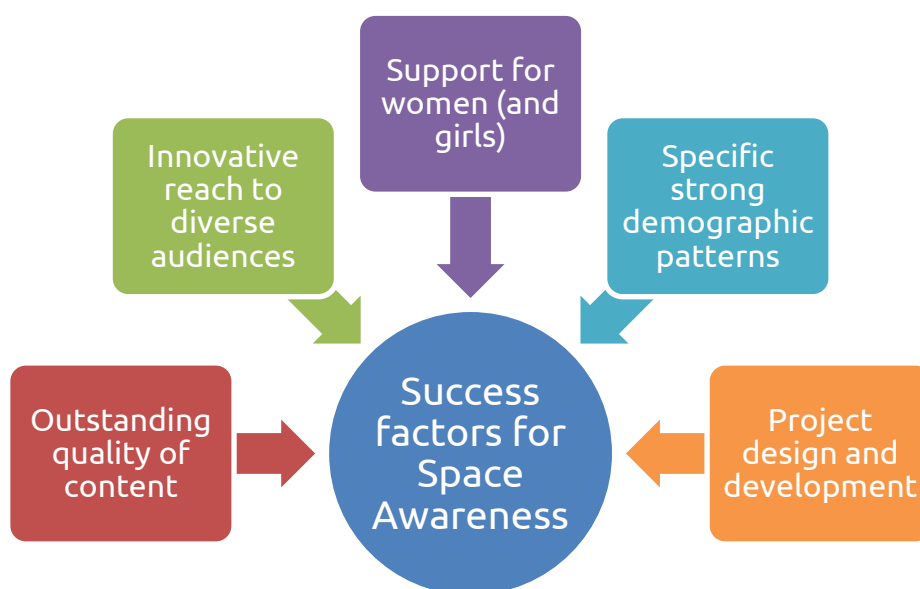 Support for
women (and
girls)
Innovative
reach to
diverse
audiences
Specific
strong
demographic
patterns
Outstanding
quality of
content
Success
factors for
Space
Awareness
Project
design and
development